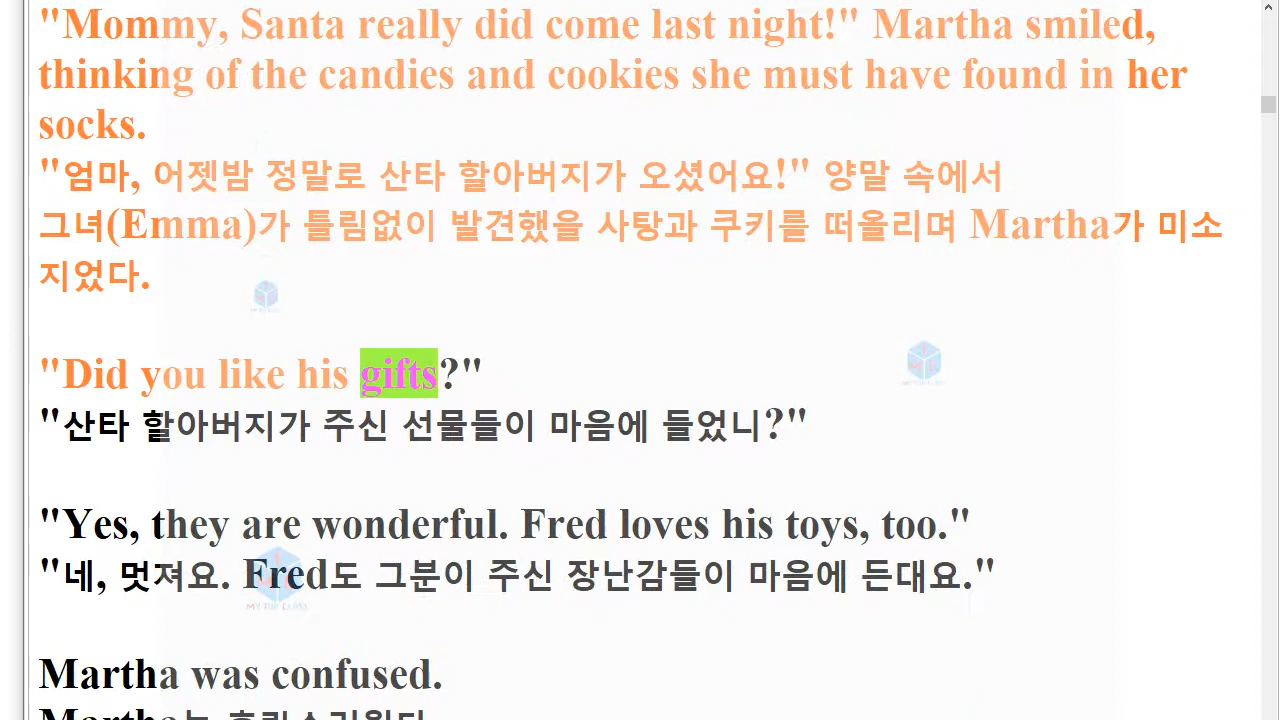 "Mommy, Santa really did come last night!" Martha smiled,
thinking of the candies and cookies she must have found in her
socks.
"엄마, 어젯밤 정말로 산타 할아버지가 오셨어요!" 양말 속에서
그녀(Emma)가 틀림없이 발견했을 사탕과 쿠키를 떠올리며 Martha가 미소
지었다.
"Did you like his gifts?"
"산타 할아버지가 주신 선물들이 마음에 들었니?"
"Yes, they are wonderful. Fred loves his toys, too."
"네, 멋져요. Fred도 그분이 주신 장난감들이 마음에 든대요."
Martha was confused.